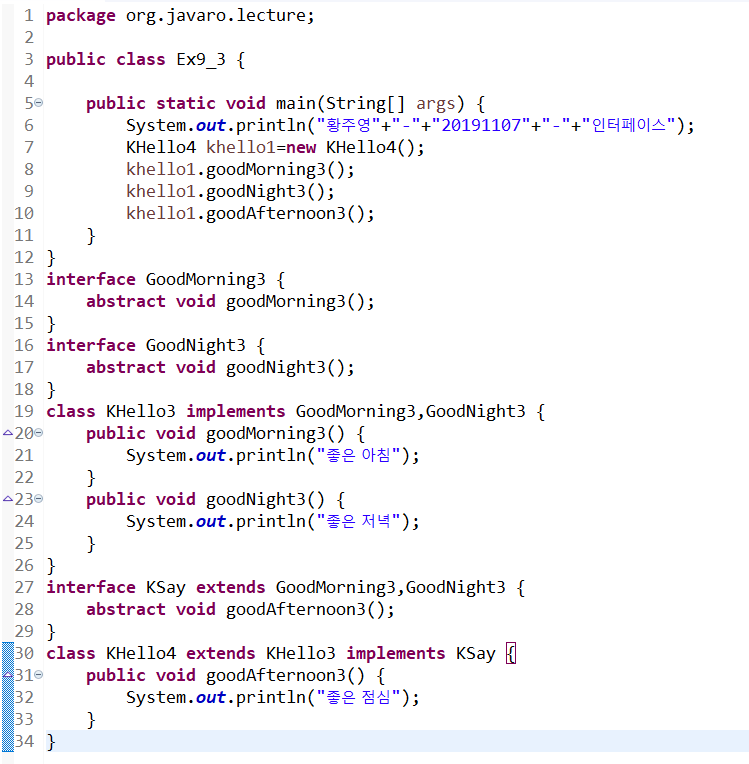 1 package org.javaro.lecture;
2
3 public class Ex9_3 {
4
5 public static void main(String[] args) {
6 System.out.println("황주영"+"-"+"20191107"+"-"+"인터페이스");
7 KHello4 khello1=new KHello4();
8 khello1.goodMorning3();
9 khello1.goodNight3();
10 khello1.goodAfternoon3();
11 }
12 }
13 interface GoodMorning3 {
14 abstract void goodMorning3();
15 }
16 interface GoodNight3 {
17 abstract void goodNight3();
18 }
19 class KHello3 implements GoodMorning3,GoodNight3 {
20 public void goodMorning3() {
21 System.out.println("좋은 아침");
22 }
23 public void goodNight3() {
24 System.out.println("좋은 저녁");
25 }
26 }
27 interface KSay extends GoodMorning3,GoodNight3 {
28 abstract void goodAfternoon3();
29 }
30 class KHello4 extends KHello3 implements KSay {
31 public void goodAfternoon3() {
32 System.out.println("좋은 점심");
33 }
34 }